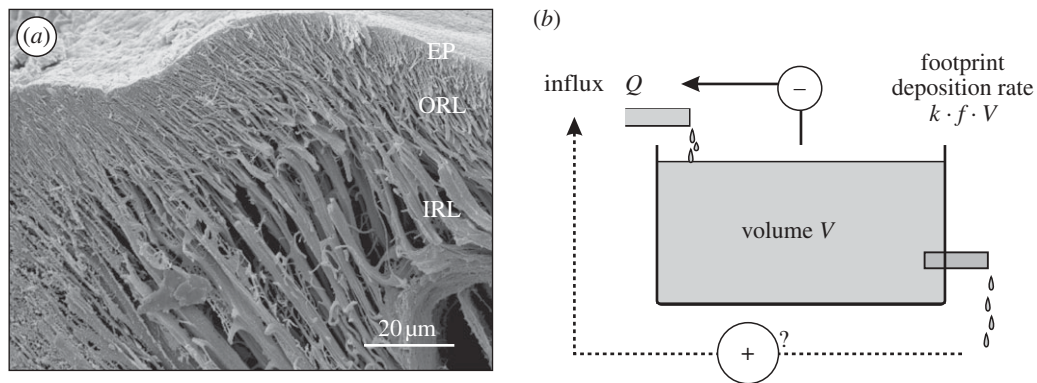 (a)
EP
ORL
IRL
20 µm
(b)
influx Q
–
footprint
deposition rate
k · f · V
volume V
+
?